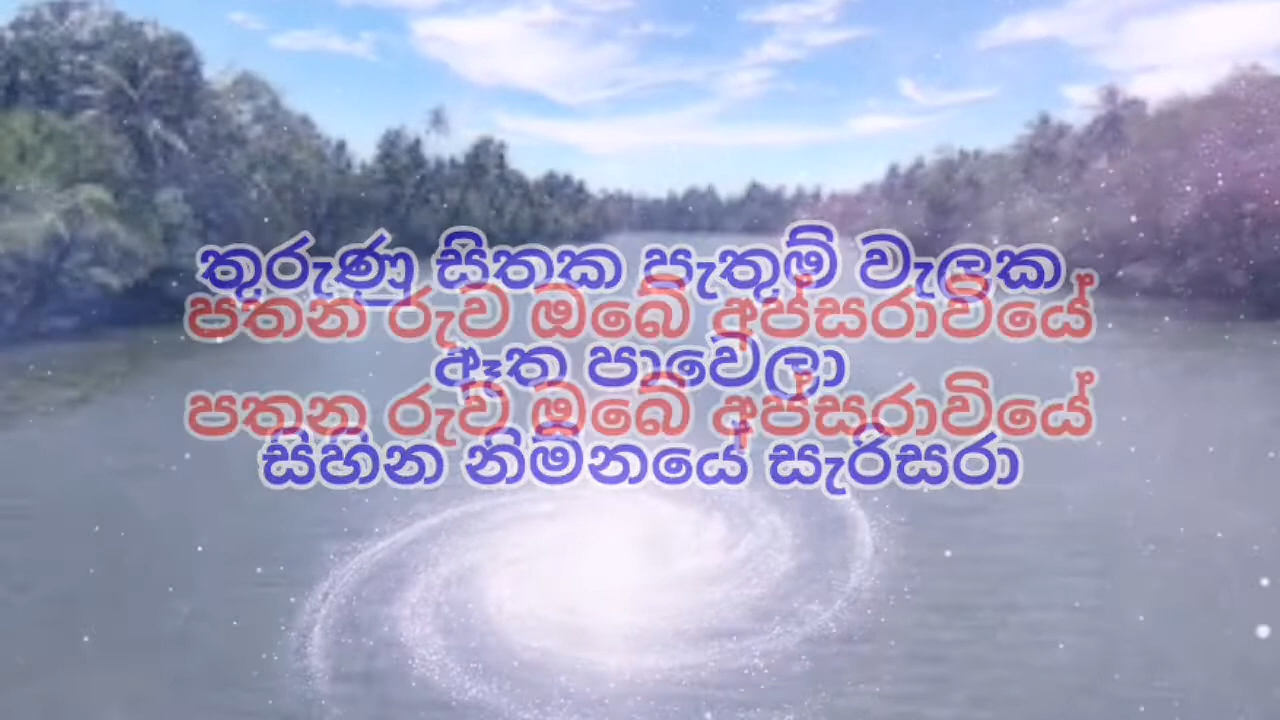 තුරුණු සිතක පැතුම් වැලක
පතන රුව ඔබේ අප්සරාවියේ
ඈත පාවෙලා
පතන රුව ඔබේ අප්සරාවියේ
සිහින නිම්නයේ සැරිසරා